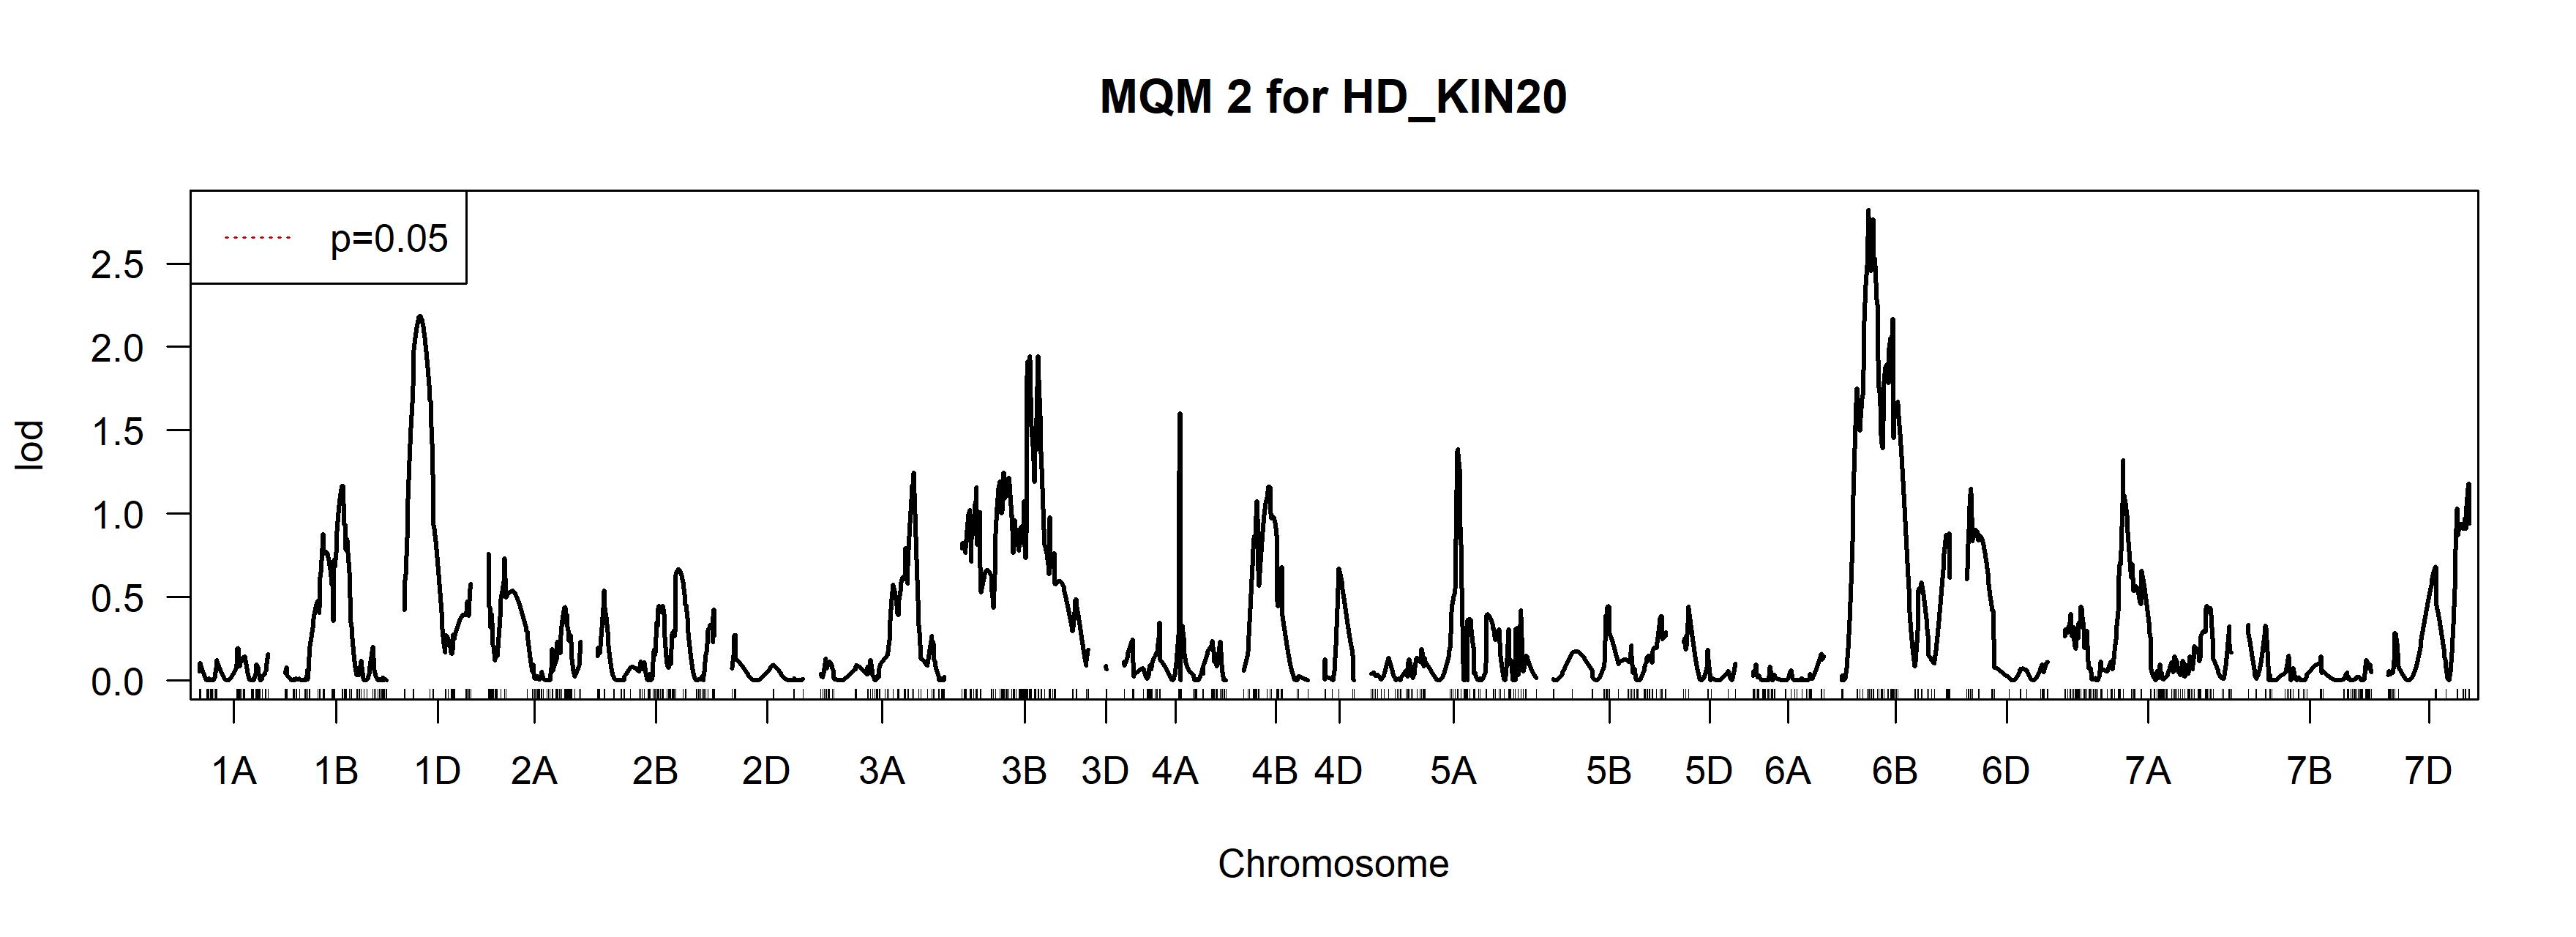 MQM 2 for HD_KIN20
p=0.05
2.5
2.0
1.5
1.0
0.5
0.0
lod
1A 1B 1D 2A 2B 2D 3A 3B 3D 4A 4B 4D 5A 5B 5D 6A 6B 6D 7A 7B 7D
Chromosome